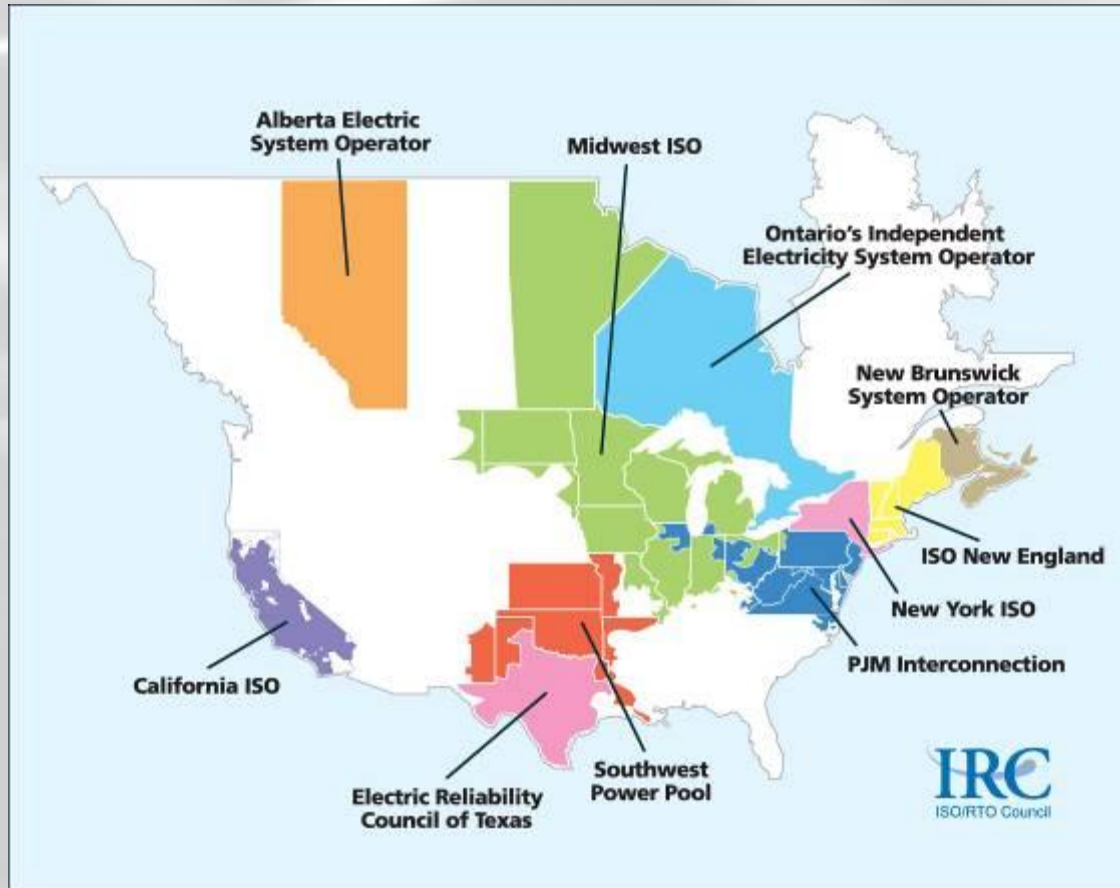 Alberta Electric
System Operator
Midwest ISO
Ontario's Independent
Electricity System Operator
New Brunswick
System Operator
ISO New England
New York ISO
PJM Interconnection
California ISO
Southwest
Power Pool
Electric Reliability
Council of Texas
IRC
ISO/RTO Council